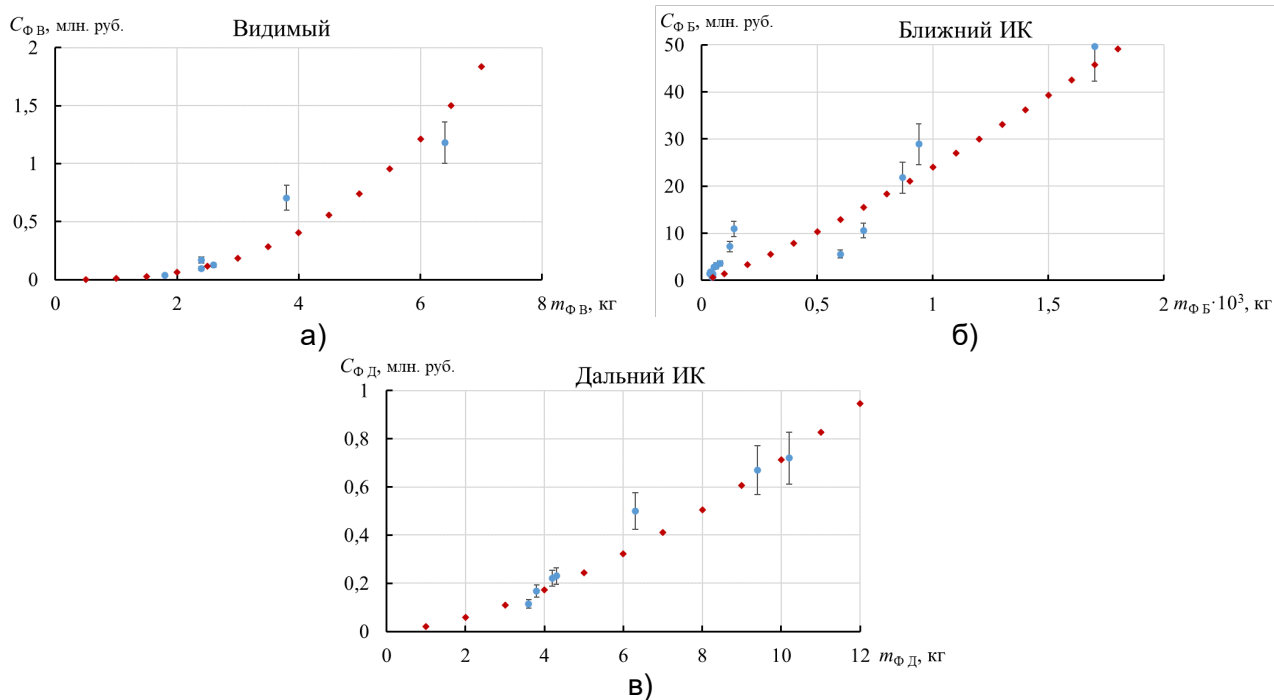 C_Ф В, млн. руб.
Видимый
2
1,5
1
0,5
0
0 2 4 6 8 m_Ф В, кг
а)
C_Ф Б, млн. руб.
Ближний ИК
50
40
30
20
10
0
0 0,5 1 1,5 2 m_Ф Б·10³, кг
б)
C_Ф Д, млн. руб.
Дальний ИК
1
0,8
0,6
0,4
0,2
0
0 2 4 6 8 10 12 m_Ф Д, кг
в)